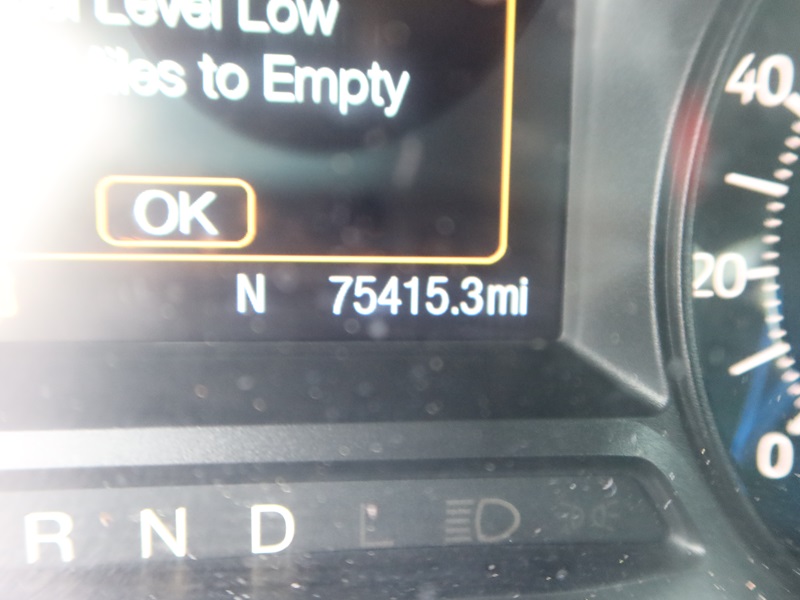 Level Low
to Empty
OK
N 75415.3mi
40
20
0
R N D L